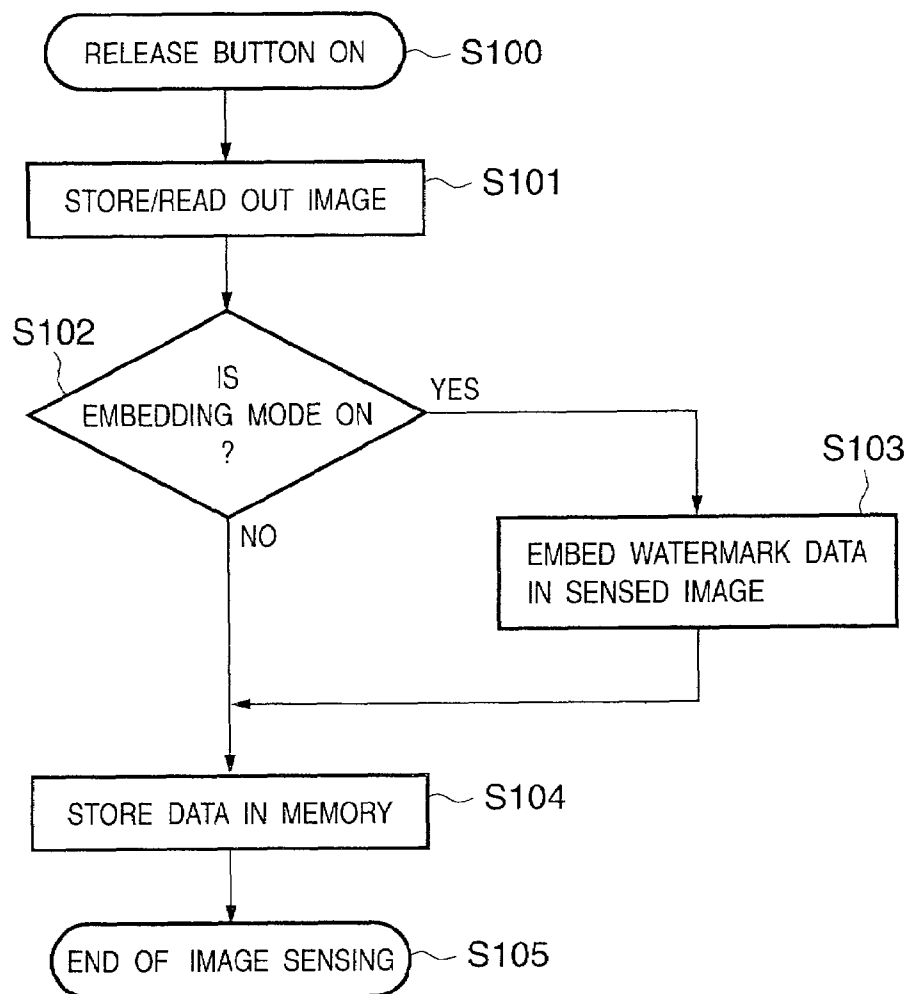 RELEASE BUTTON ON
S100
STORE/READ OUT IMAGE
S101
S102
IS
EMBEDDING MODE ON
?
YES
S103
EMBED WATERMARK DATA
IN SENSED IMAGE
NO
STORE DATA IN MEMORY
S104
END OF IMAGE SENSING
S105